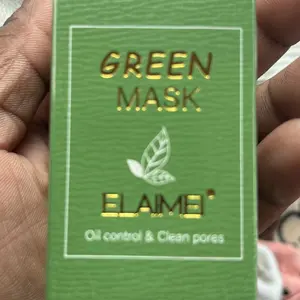 GREEN
MASK
ELAIMEI®
Oil control & Clean pores